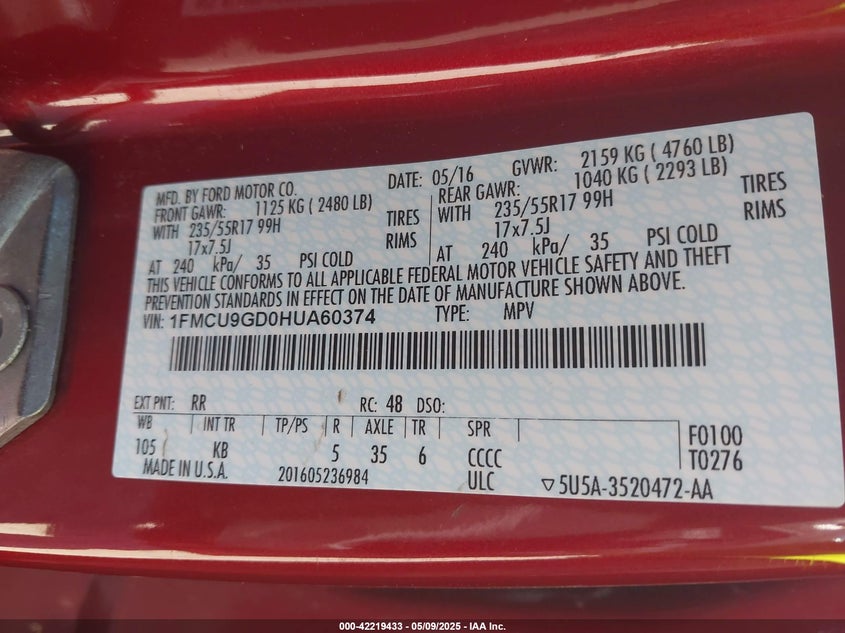 MFD. BY FORD MOTOR CO. DATE: 05/16 GVWR: 2159 KG ( 4760 LB)
FRONT GAWR: 1125 KG ( 2480 LB) REAR GAWR: 1040 KG ( 2293 LB)
WITH 235/55R17 99H TIRES WITH 235/55R17 99H TIRES
17x7.5J RIMS 17x7.5J RIMS
AT 240 kPa/ 35 PSI COLD AT 240 kPa/ 35 PSI COLD
THIS VEHICLE CONFORMS TO ALL APPLICABLE FEDERAL MOTOR VEHICLE SAFETY AND THEFT
PREVENTION STANDARDS IN EFFECT ON THE DATE OF MANUFACTURE SHOWN ABOVE.
VIN: 1FMCU9GD0HUA60374 TYPE: MPV
EXT PNT: RR RC: 48 DSO:
WB INT TR TP/PS R AXLE TR SPR F0100
105 KB 5 35 6 CCCC T0276
MADE IN U.S.A. 201605236984 ULC ▽5U5A-3520472-AA
000-42219433 - 05/09/2025 - IAA Inc.